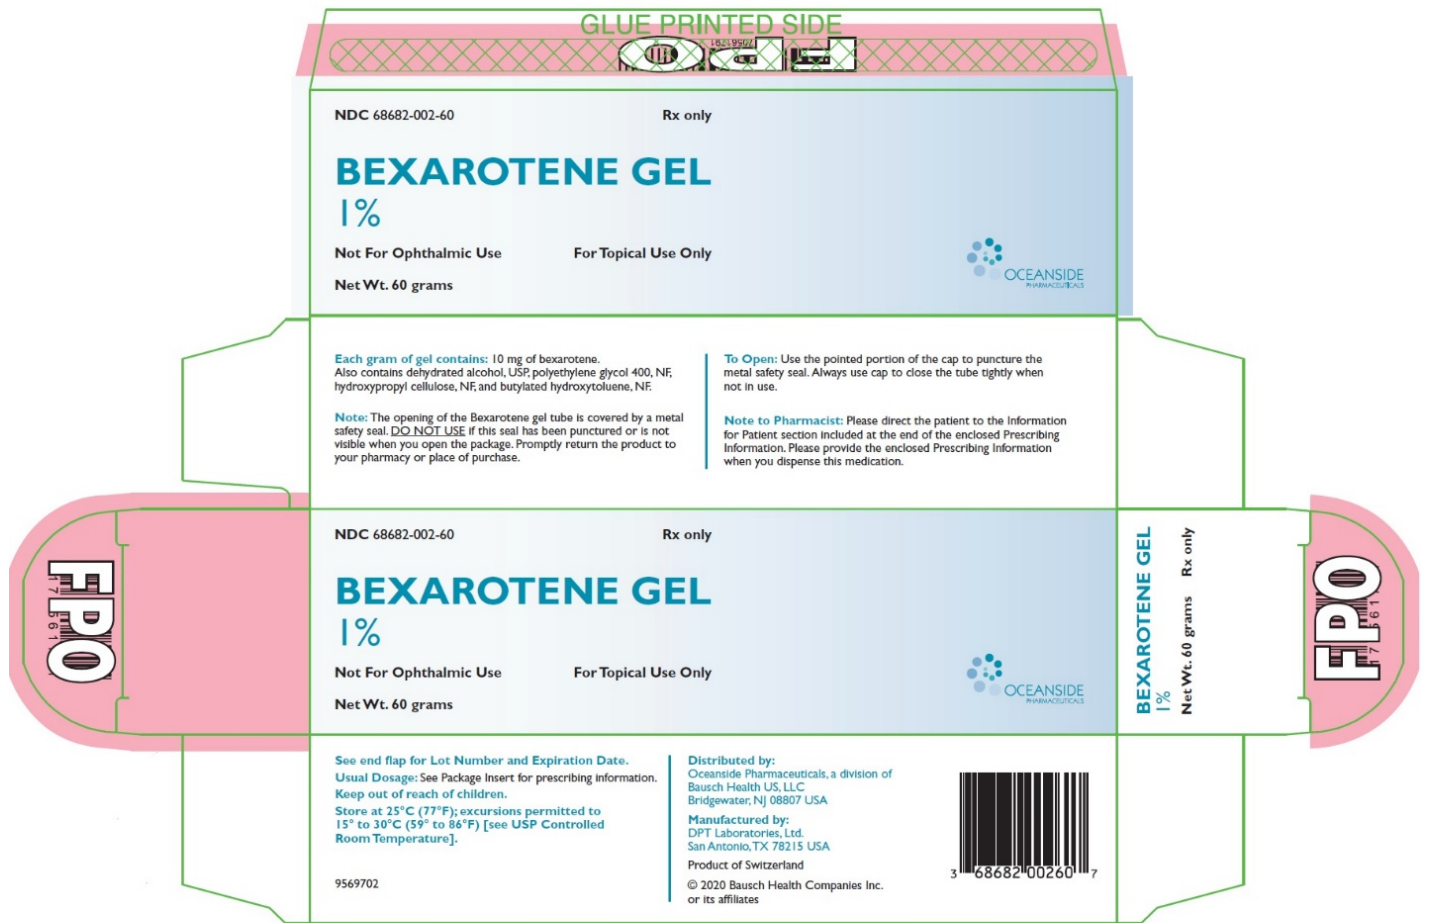 GLUE PRINTED SIDE
FPO
NDC 68682-002-60 Rx only
BEXAROTENE GEL
1%
Not For Ophthalmic Use For Topical Use Only
Net Wt. 60 grams
OCEANSIDE
PHARMACEUTICALS
Each gram of gel contains: 10 mg of bexarotene.
Also contains dehydrated alcohol, USP, polyethylene glycol 400, NF,
hydroxypropyl cellulose, NF, and butylated hydroxytoluene, NF.
Note: The opening of the Bexarotene gel tube is covered by a metal
safety seal. DO NOT USE if this seal has been punctured or is not
visible when you open the package. Promptly return the product to
your pharmacy or place of purchase.
To Open: Use the pointed portion of the cap to puncture the
metal safety seal. Always use cap to close the tube tightly when
not in use.
Note to Pharmacist: Please direct the patient to the Information
for Patient section included at the end of the enclosed Prescribing
Information. Please provide the enclosed Prescribing Information
when you dispense this medication.
FPO
NDC 68682-002-60 Rx only
BEXAROTENE GEL
1%
Not For Ophthalmic Use For Topical Use Only
Net Wt. 60 grams
OCEANSIDE
PHARMACEUTICALS
BEXAROTENE GEL
1%
Net Wt. 60 grams Rx only
FPO
See end flap for Lot Number and Expiration Date.
Usual Dosage: See Package Insert for prescribing information.
Keep out of reach of children.
Store at 25°C (77°F); excursions permitted to
15° to 30°C (59° to 86°F) [see USP Controlled
Room Temperature].
9569702
Distributed by:
Oceanside Pharmaceuticals, a division of
Bausch Health US, LLC
Bridgewater, NJ 08807 USA
Manufactured by:
DPT Laboratories, Ltd.
San Antonio, TX 78215 USA
Product of Switzerland
© 2020 Bausch Health Companies Inc.
or its affiliates
3 68682 00260 7